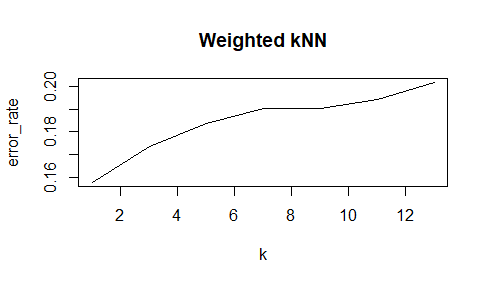 Weighted kNN
error_rate
0.20
0.18
0.16
2 4 6 8 10 12
k